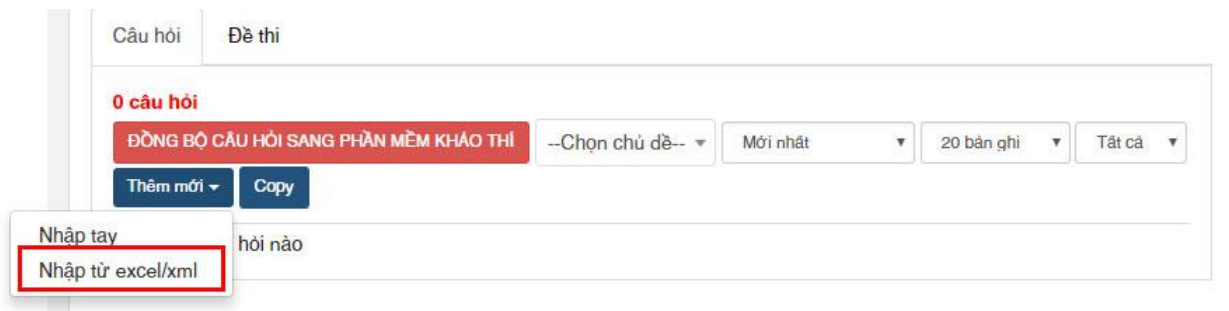 Câu hỏi Đề thi
0 câu hỏi
ĐỒNG BỘ CÂU HỎI SANG PHẦN MỀM KHẢO THÍ --Chọn chủ đề-- Mới nhất 20 bản ghi Tất cả
Thêm mới Copy
Nhập tay
hỏi nào
Nhập từ excel/xml